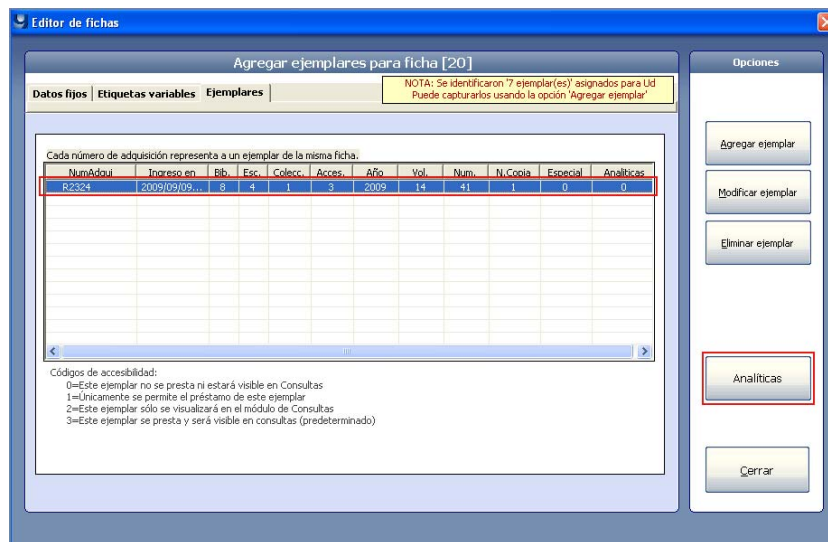 Editor de fichas
Agregar ejemplares para ficha [20]
NOTA: Se identificaron '7 ejemplar(es)' asignados para Ud
Puede capturarlos usando la opción 'Agregar ejemplar'
Datos fijos Etiquetas variables Ejemplares
Cada número de adquisición representa a un ejemplar de la misma ficha.
NumAdqui Ingreso en Bib. Esc. Colecc. Acces. Año Vol. Num. N.Copia Especial Analiticas
R2324 2009/09/09... 8 4 1 3 2009 14 41 1 0 0
Códigos de accesibilidad:
0=Este ejemplar no se presta ni estará visible en Consultas
1=Únicamente se permite el préstamo de este ejemplar
2=Este ejemplar sólo se visualizará en el módulo de Consultas
3=Este ejemplar se presta y será visible en consultas (predeterminado)
Opciones
Agregar ejemplar
Modificar ejemplar
Eliminar ejemplar
Analíticas
Cerrar